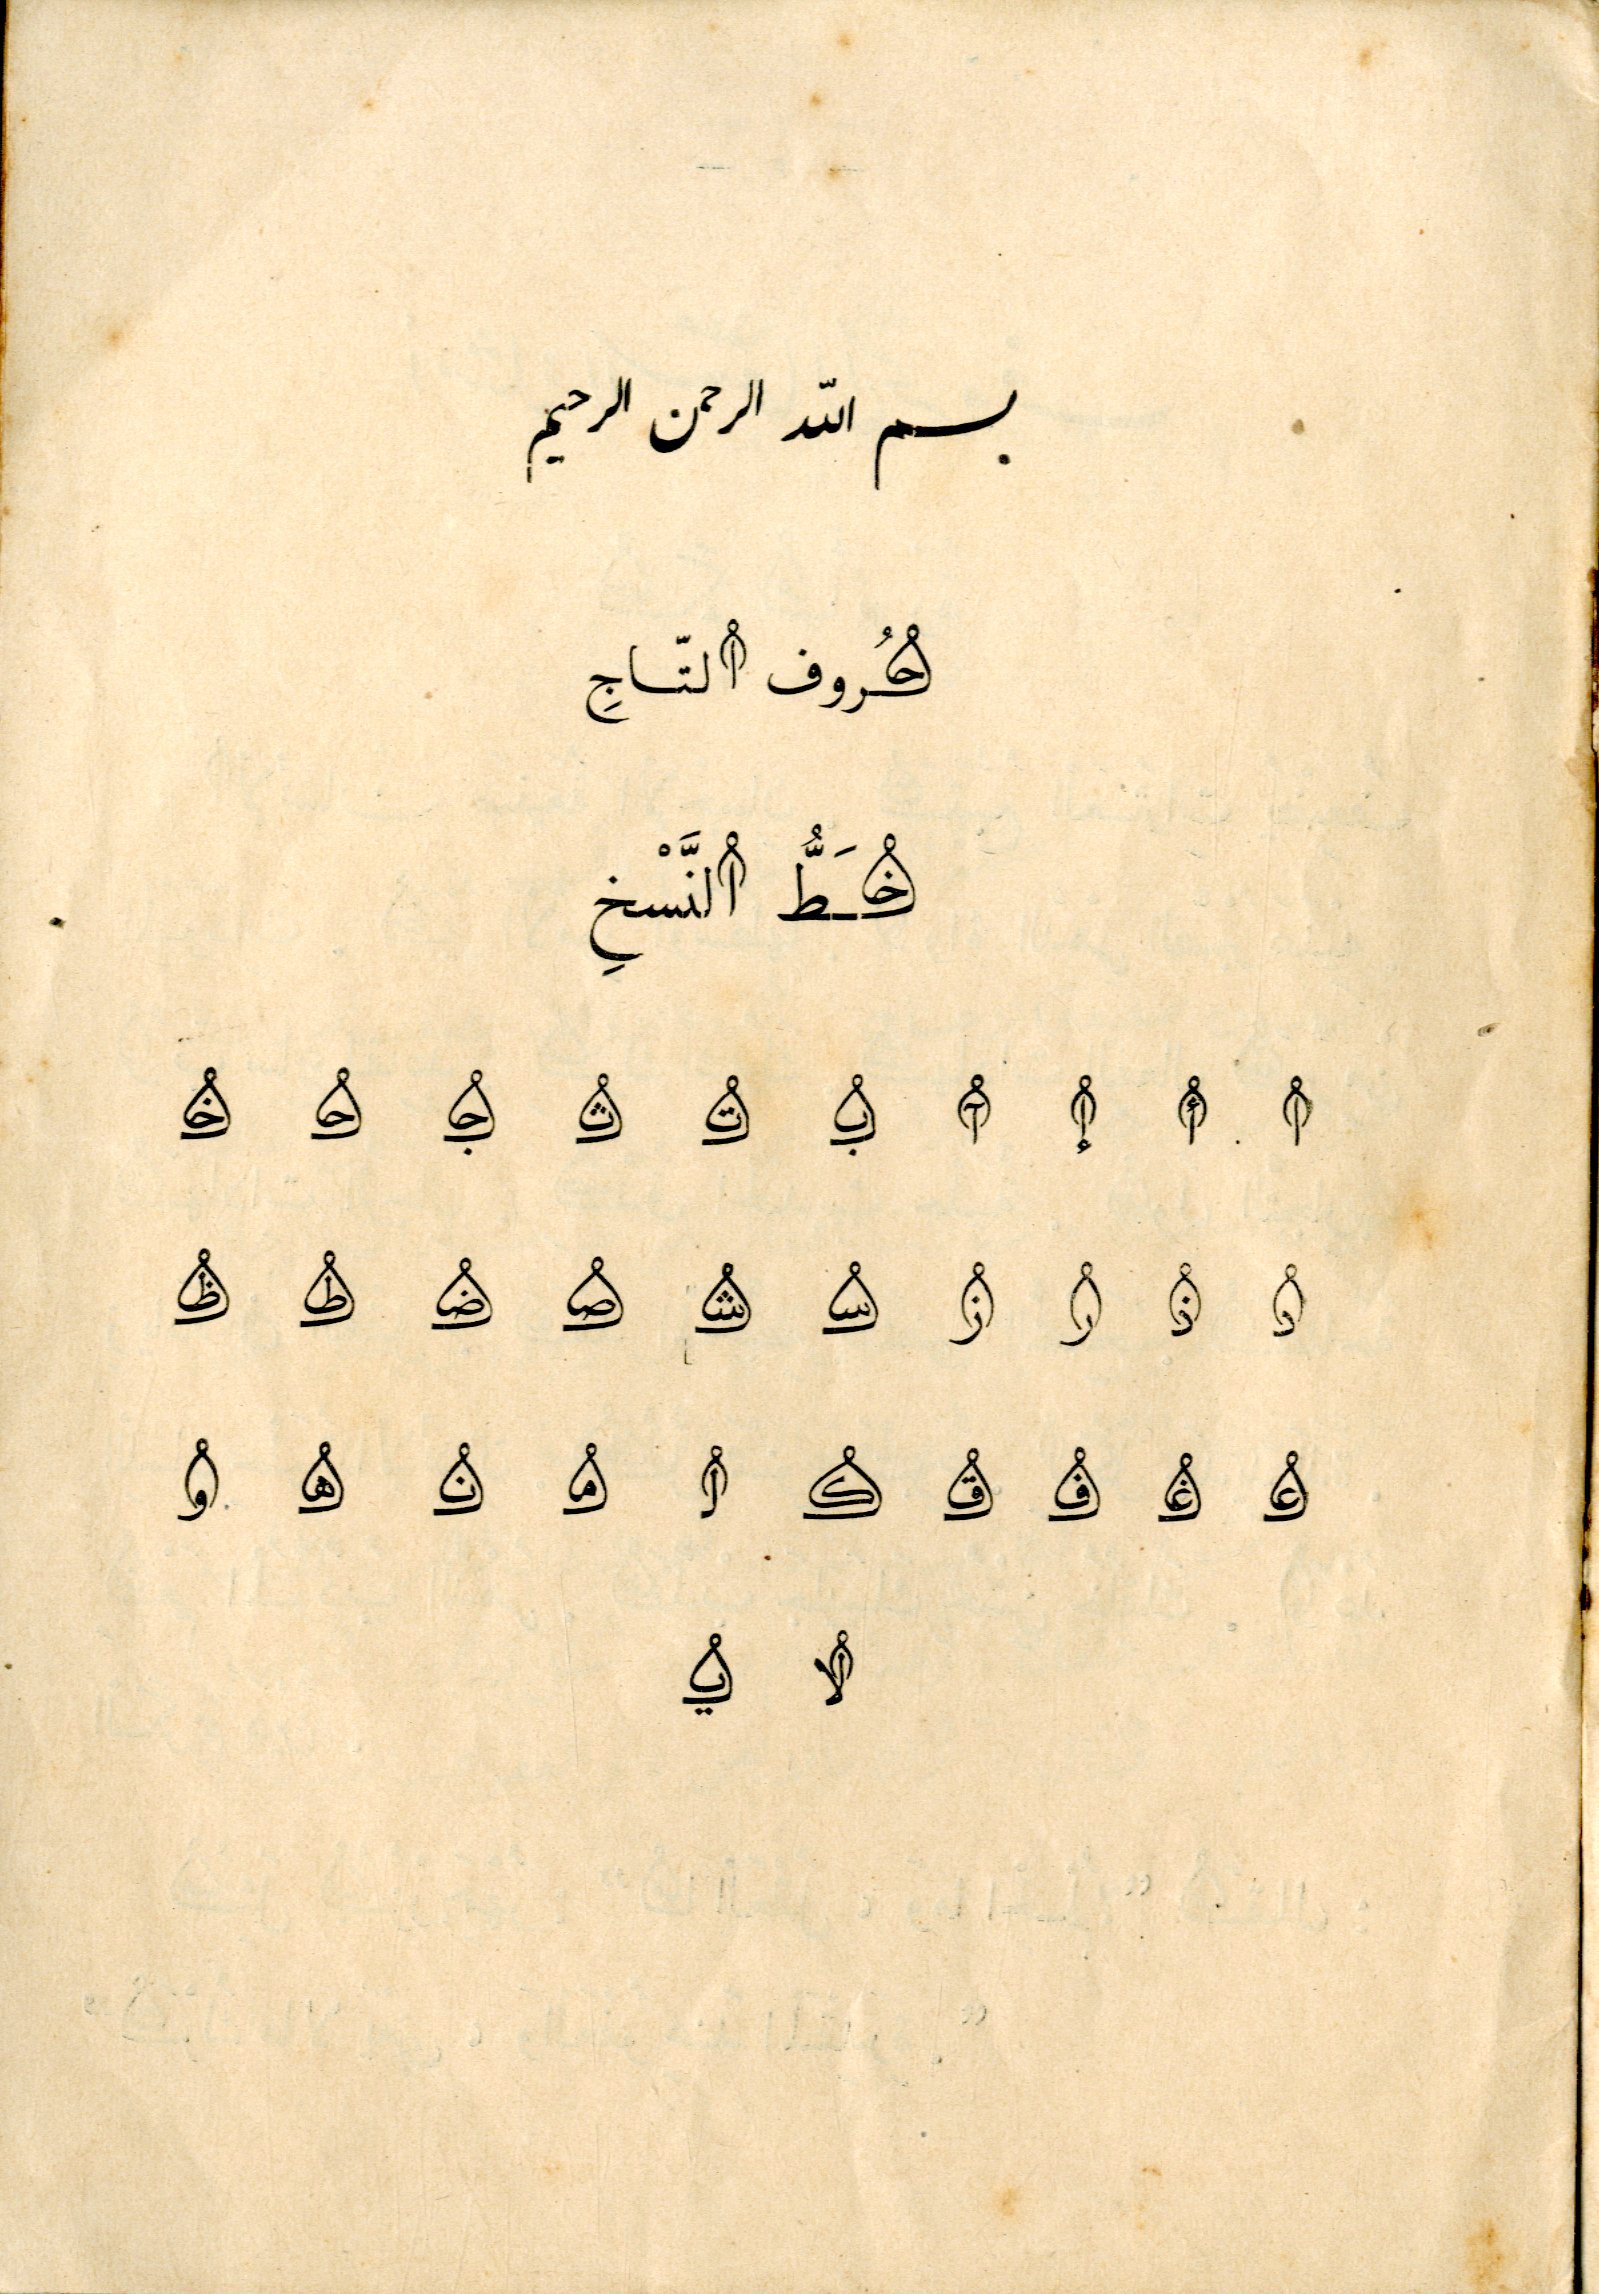 بسم الله الرحمن الرحيم
حُروف التّاجِ
خَطُّ النَّسْخِ
ا أ إ آ ب ت ث ج ح خ
د ذ ر ز س ش ص ض ط ظ
ع غ ف ق ك ل م ن ه و
لا ي